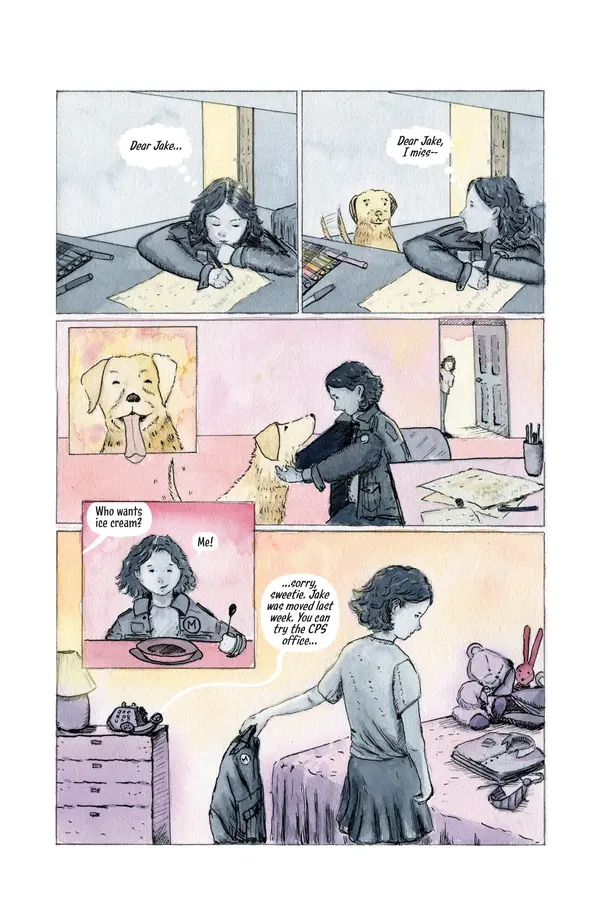 Dear Jake...
Dear Jake,
I miss--
Who wants
ice cream?
Me!
M
...sorry,
sweetie. Jake
was moved last
week. You can
try the CPS
office...
M